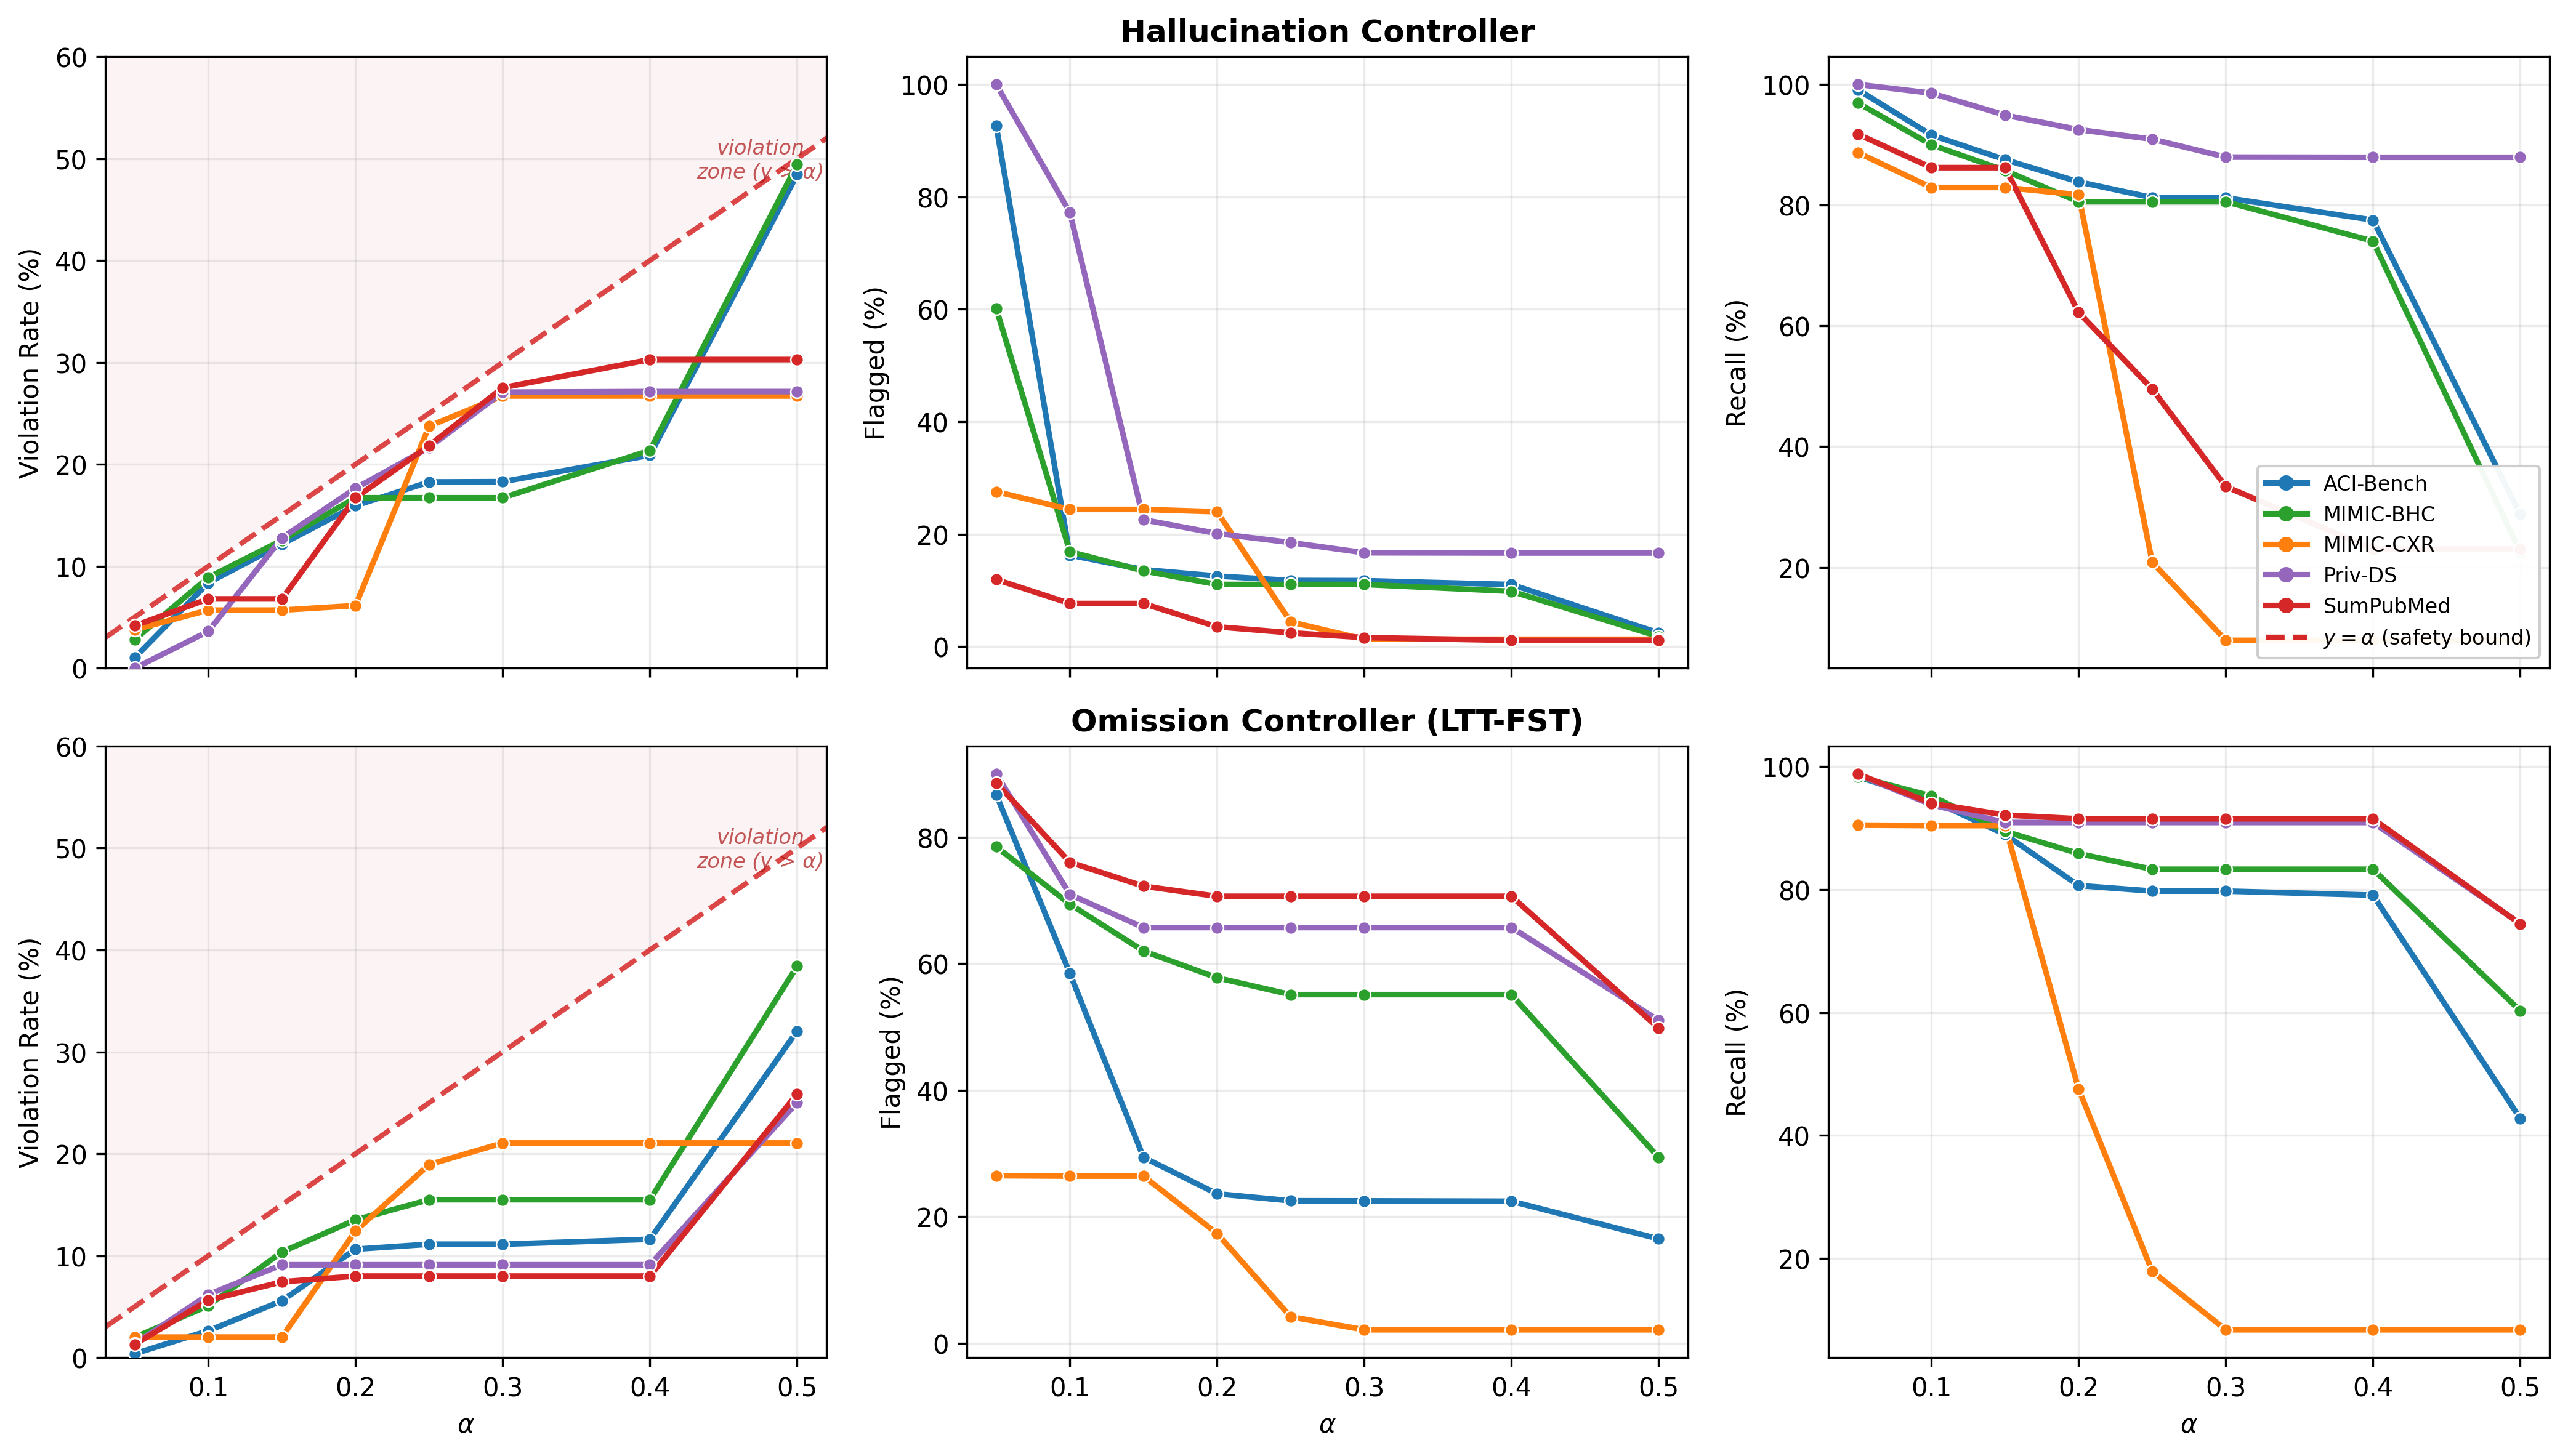 Hallucination Controller
60
50
40
30
20
10
0
Violation Rate (%)
violation
zone (y > α)
100
80
60
40
20
0
Flagged (%)
100
80
60
40
20
Recall (%)
ACI-Bench
MIMIC-BHC
MIMIC-CXR
Priv-DS
SumPubMed
y = α (safety bound)
Omission Controller (LTT-FST)
60
50
40
30
20
10
0
Violation Rate (%)
violation
zone (y > α)
0.1 0.2 0.3 0.4 0.5
α
80
60
40
20
0
Flagged (%)
0.1 0.2 0.3 0.4 0.5
α
100
80
60
40
20
Recall (%)
0.1 0.2 0.3 0.4 0.5
α